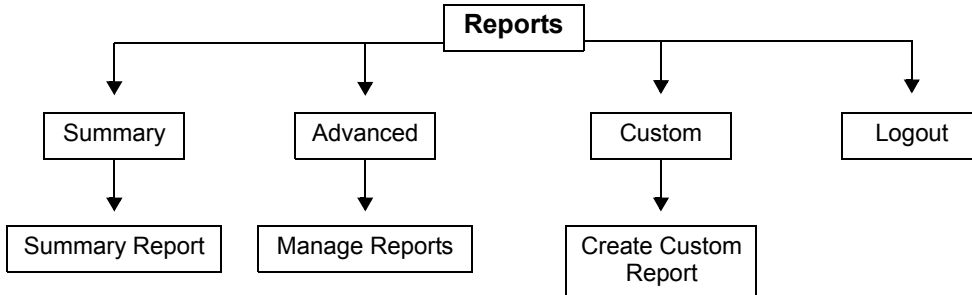 Reports
Summary
Advanced
Custom
Logout
Summary Report
Manage Reports
Create Custom
Report